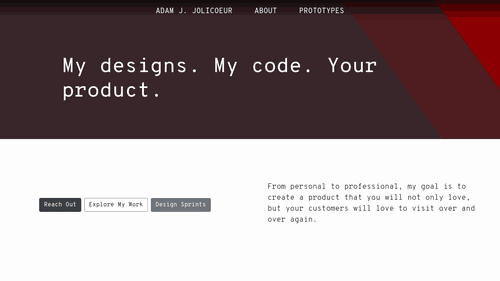 ADAM J. JOLICOEUR ABOUT PROTOTYPES
My designs. My code. Your
product.
Reach Out Explore My Work Design Sprints
From personal to professional, my goal is to
create a product that you will not only love,
but your customers will love to visit over and
over again.